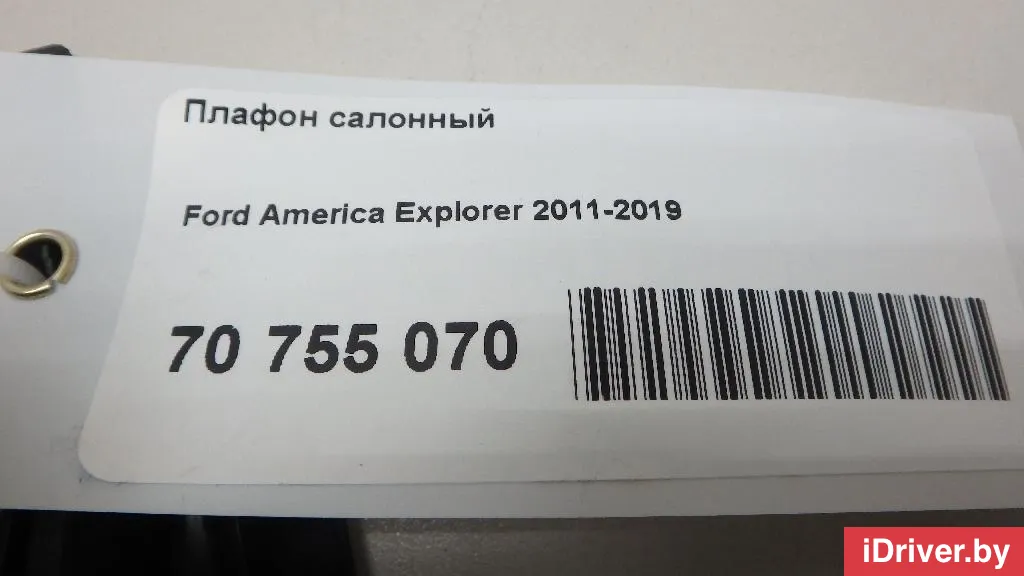 Плафон салонный
Ford America Explorer 2011-2019
70 755 070
iDriver.by